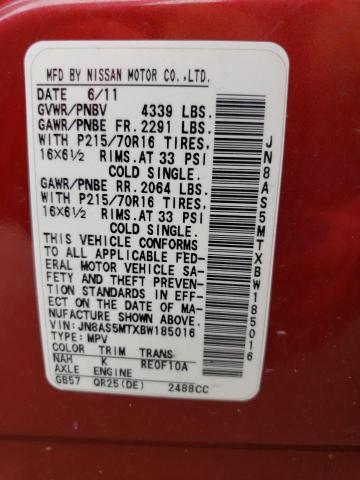 MFD BY NISSAN MOTOR CO.,LTD.
DATE 6/11
GVWR/PNBV 4339 LBS.
GAWR/PNBE FR. 2291 LBS.
WITH P215/70R16 TIRES,
16X6½ RIMS. AT 33 PSI
COLD SINGLE.
GAWR/PNBE RR. 2064 LBS.
WITH P215/70R16 TIRES,
16X6½ RIMS. AT 33 PSI
COLD SINGLE.
THIS VEHICLE CONFORMS
TO ALL APPLICABLE FED-
ERAL MOTOR VEHICLE SA-
FETY AND THEFT PREVEN-
TION STANDARDS IN EFF-
ECT ON THE DATE OF MA-
NUFACTURE SHOWN ABOVE.
VIN:JN8AS5MTXBW185016
TYPE: MPV
COLOR TRIM TRANS
NAH K RE0F10A
AXLE ENGINE
GB57 QR25(DE) 2488CC
JN8AS5MTXBW185016